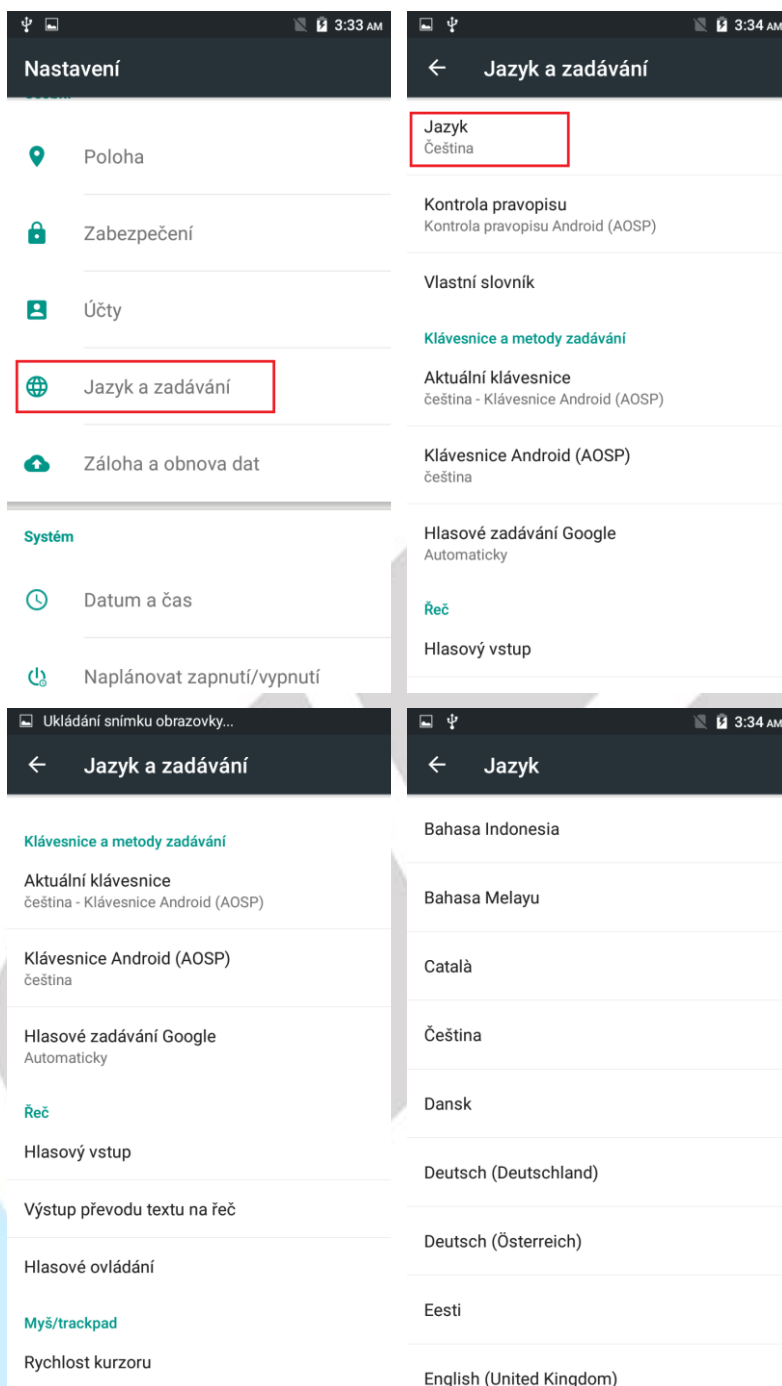 3:33 AM
Nastavení
Poloha
Zabezpečení
Účty
Jazyk a zadávání
Záloha a obnova dat
Systém
Datum a čas
Naplánovat zapnutí/vypnutí
3:34 AM
Jazyk a zadávání
Jazyk
Čeština
Kontrola pravopisu
Kontrola pravopisu Android (AOSP)
Vlastní slovník
Klávesnice a metody zadávání
Aktuální klávesnice
čeština - Klávesnice Android (AOSP)
Klávesnice Android (AOSP)
čeština
Hlasové zadávání Google
Automaticky
Řeč
Hlasový vstup
Ukládání snímku obrazovky...
Jazyk a zadávání
Klávesnice a metody zadávání
Aktuální klávesnice
čeština - Klávesnice Android (AOSP)
Klávesnice Android (AOSP)
čeština
Hlasové zadávání Google
Automaticky
Řeč
Hlasový vstup
Výstup převodu textu na řeč
Hlasové ovládání
Myš/trackpad
Rychlost kurzoru
3:34 AM
Jazyk
Bahasa Indonesia
Bahasa Melayu
Català
Čeština
Dansk
Deutsch (Deutschland)
Deutsch (Österreich)
Eesti
English (United Kingdom)